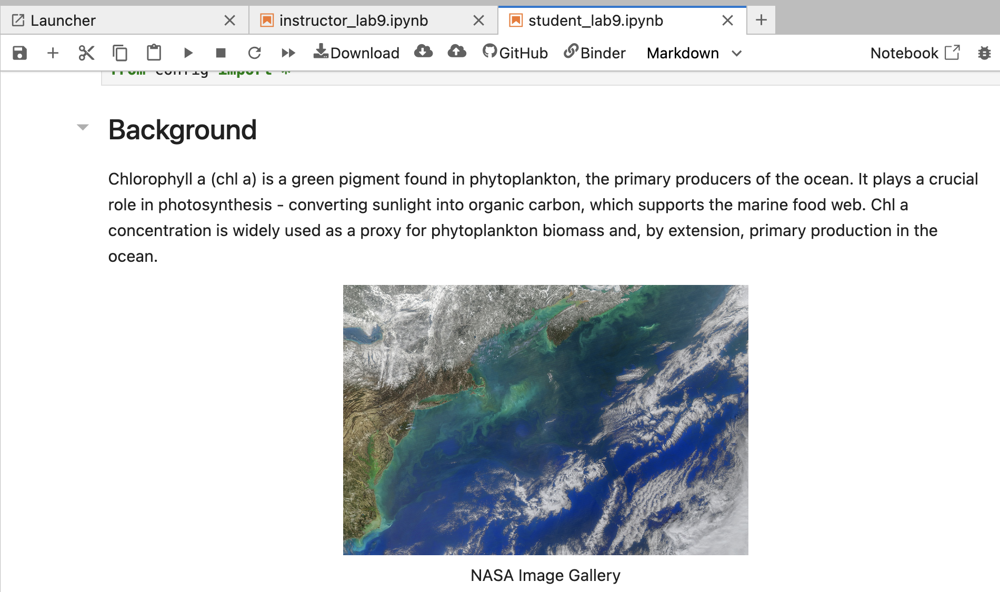 Launcher
instructor_lab9.ipynb
student_lab9.ipynb
Download
GitHub
Binder
Markdown
Notebook
from config import *
Background
Chlorophyll a (chl a) is a green pigment found in phytoplankton, the primary producers of the ocean. It plays a crucial
role in photosynthesis - converting sunlight into organic carbon, which supports the marine food web. Chl a
concentration is widely used as a proxy for phytoplankton biomass and, by extension, primary production in the
ocean.
NASA Image Gallery